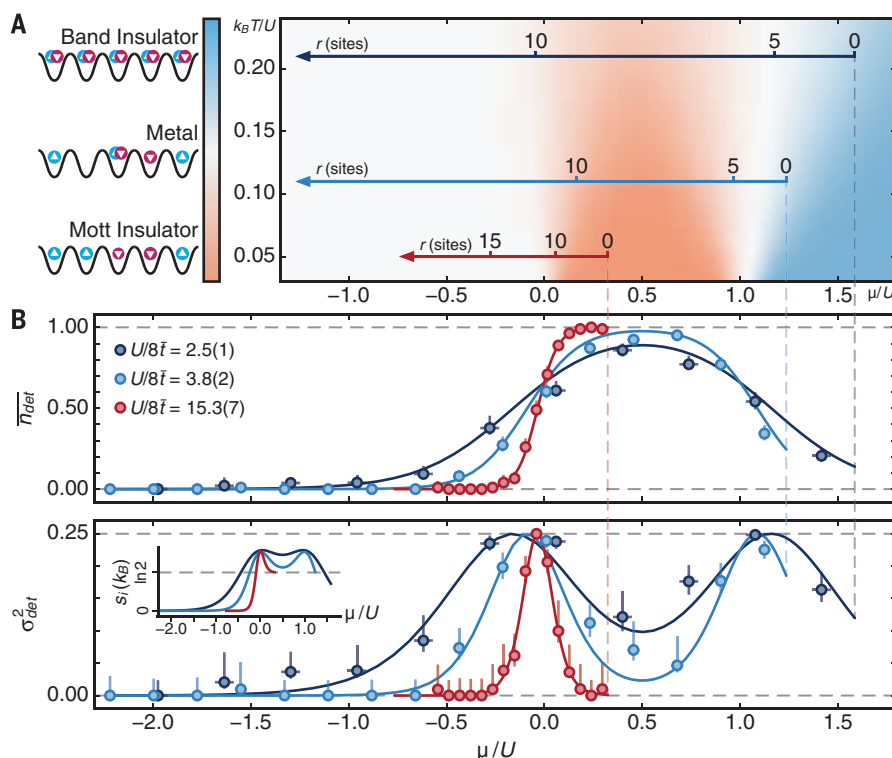 A
Band Insulator
Metal
Mott Insulator
k_BT/U
0.20
0.15
0.10
0.05
r (sites) 10 5 0
r (sites) 10 5 0
r (sites) 15 10 0
−1.0 −0.5 0.0 0.5 1.0 1.5 μ/U
B
1.00
0.50
0.00
n̅_det
U/8t̄ = 2.5(1)
U/8t̄ = 3.8(2)
U/8t̄ = 15.3(7)
0.25
0.00
σ²_det
s_i(k_B)
ln2
0
-2.0 -1.0 0.0 1.0
μ/U
−2.0 −1.5 −1.0 −0.5 0.0 0.5 1.0 1.5
μ/U